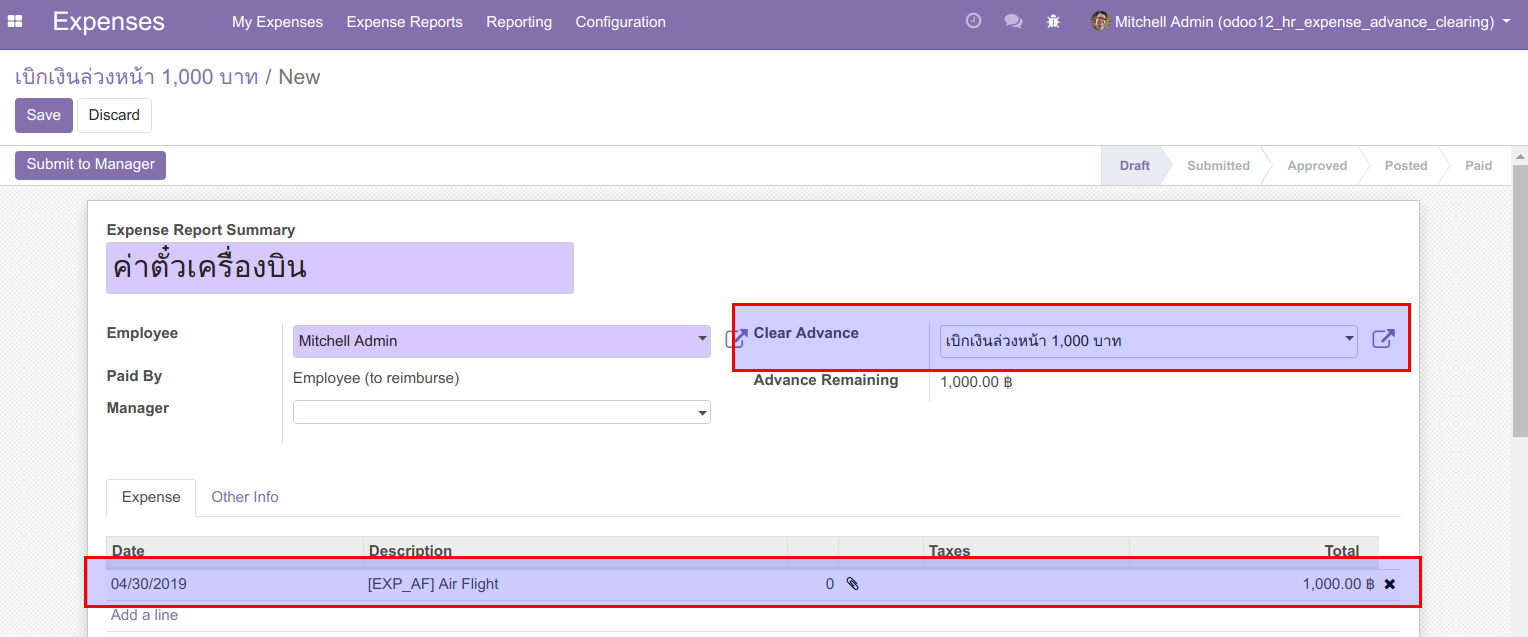 Expenses My Expenses Expense Reports Reporting Configuration Mitchell Admin (odoo12_hr_expense_advance_clearing)
เบิกเงินล่วงหน้า 1,000 บาท / New
Save Discard
Submit to Manager Draft Submitted Approved Posted Paid
Expense Report Summary
ค่าตั๋วเครื่องบิน
Employee Mitchell Admin Clear Advance เบิกเงินล่วงหน้า 1,000 บาท
Paid By Employee (to reimburse) Advance Remaining 1,000.00 ฿
Manager
Expense Other Info
Date Description Taxes Total
04/30/2019 [EXP_AF] Air Flight 0 1,000.00 ฿
Add a line